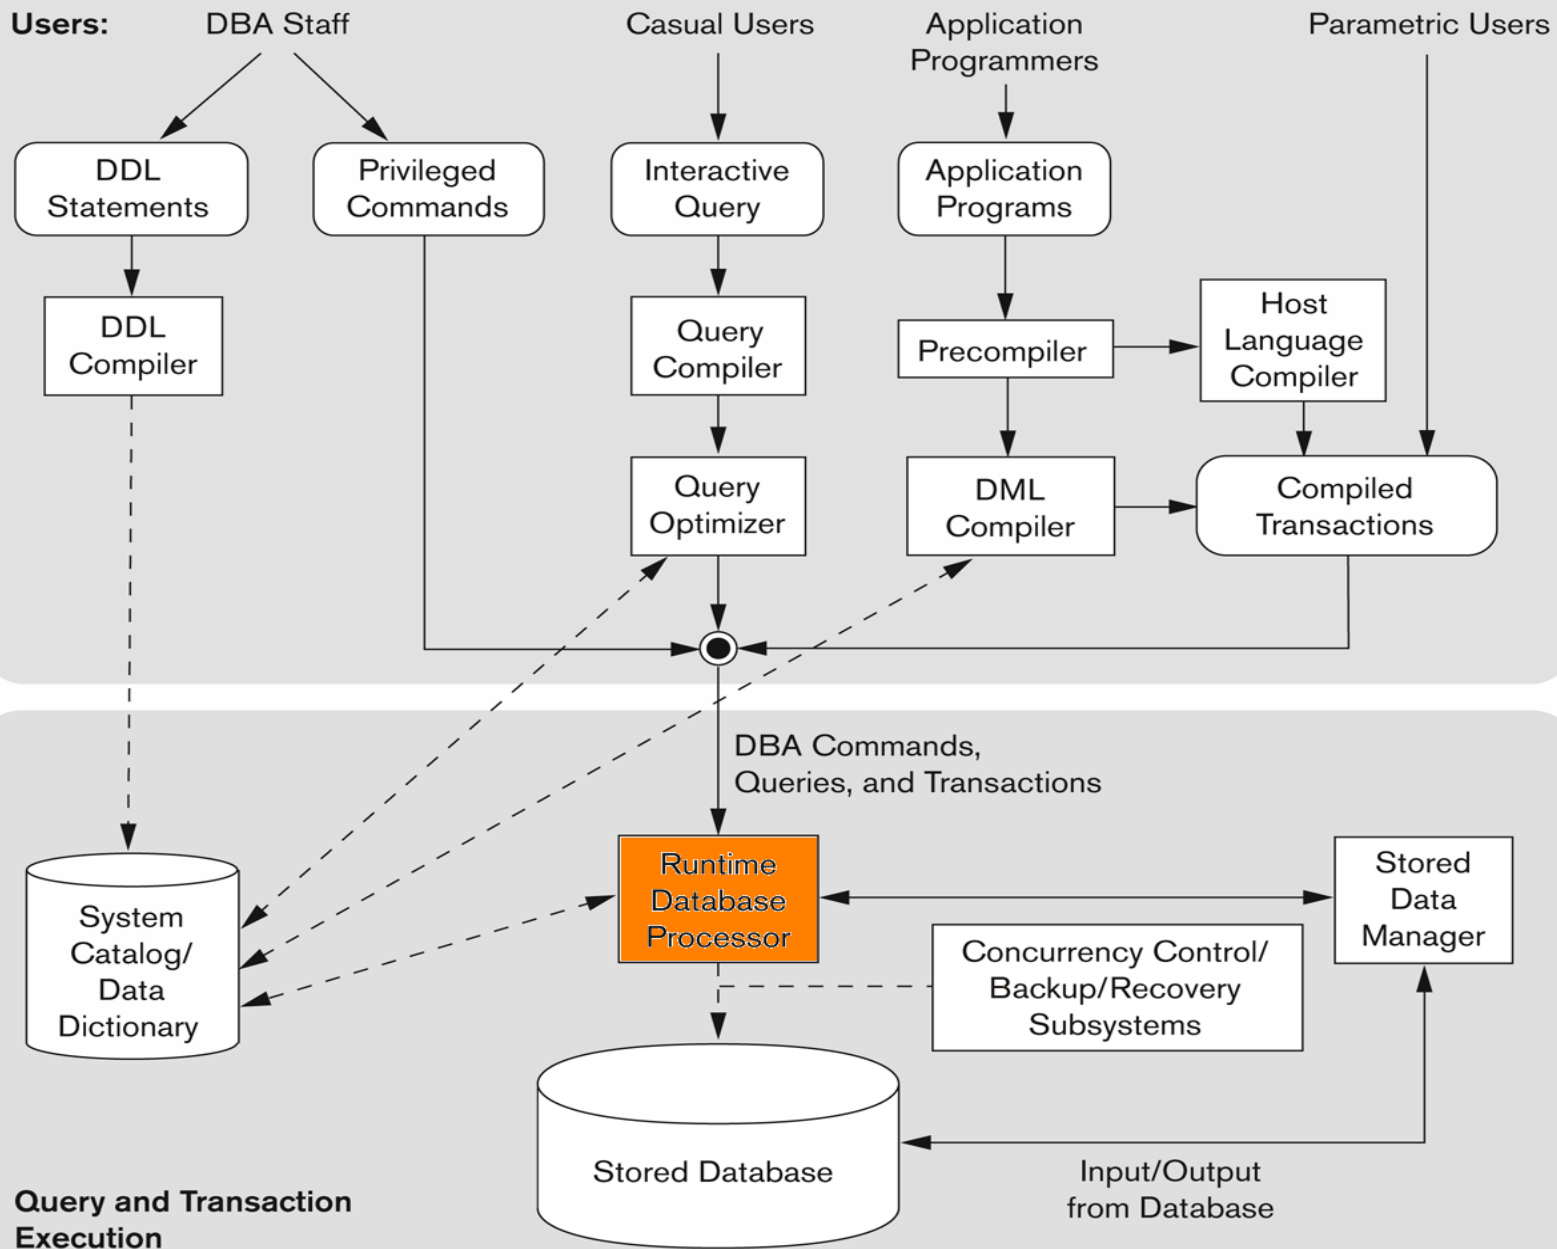 Users:
DBA Staff
Casual Users
Application
Programmers
Parametric Users
DDL
Statements
Privileged
Commands
Interactive
Query
Application
Programs
DDL
Compiler
Query
Compiler
Precompiler
Host
Language
Compiler
Query
Optimizer
DML
Compiler
Compiled
Transactions
DBA Commands,
Queries, and Transactions
System
Catalog/
Data
Dictionary
Runtime
Database
Processor
Stored
Data
Manager
Concurrency Control/
Backup/Recovery
Subsystems
Stored Database
Input/Output
from Database
Query and Transaction
Execution